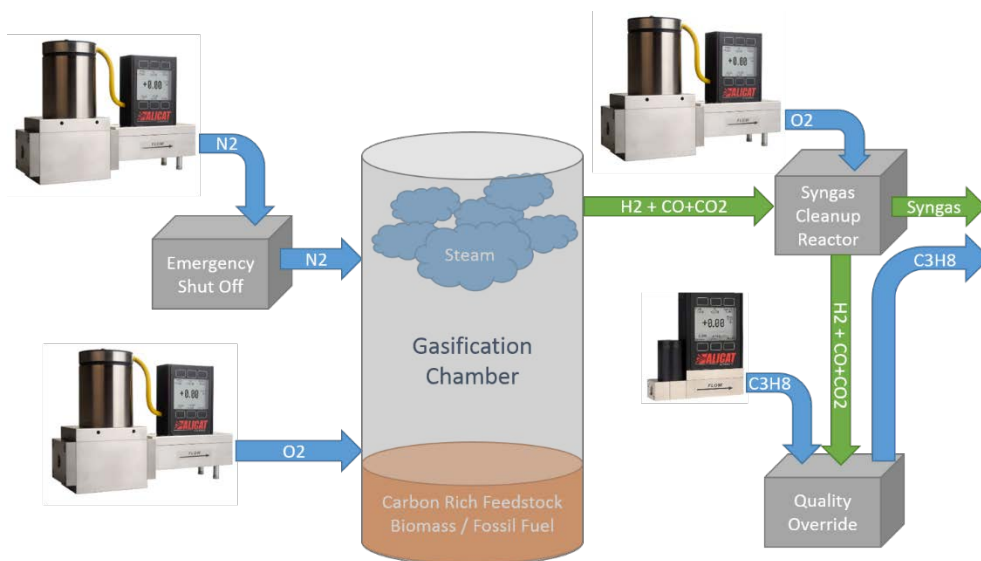 +0.00
ALICAT
FLOW
N2
Emergency
Shut Off
N2
+0.00
ALICAT
FLOW
O2
Steam
Gasification
Chamber
Carbon Rich Feedstock
Biomass / Fossil Fuel
+0.00
ALICAT
FLOW
O2
H2 + CO+CO2
Syngas
Cleanup
Reactor
Syngas
H2 + CO+CO2
C3H8
+0.00
ALICAT
FLOW
C3H8
Quality
Override